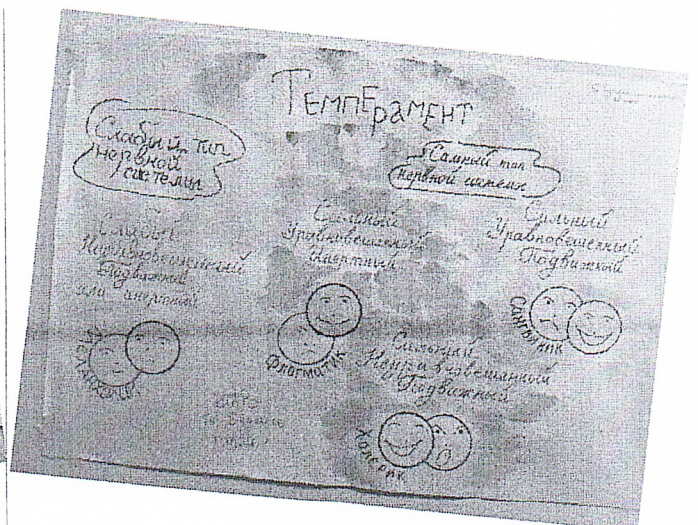 Темперамент
Слабый тип
нервной
системы
Сильный тип
нервной системы
Слабый
Неуравновешенный
Подвижный
или инертный
Меланхолик
Сильный
Уравновешенный
Инертный
Флегматик
Сильный
Уравновешенный
Подвижный
Сангвиник
Сильный
Неуравновешенный
Подвижный
Холерик